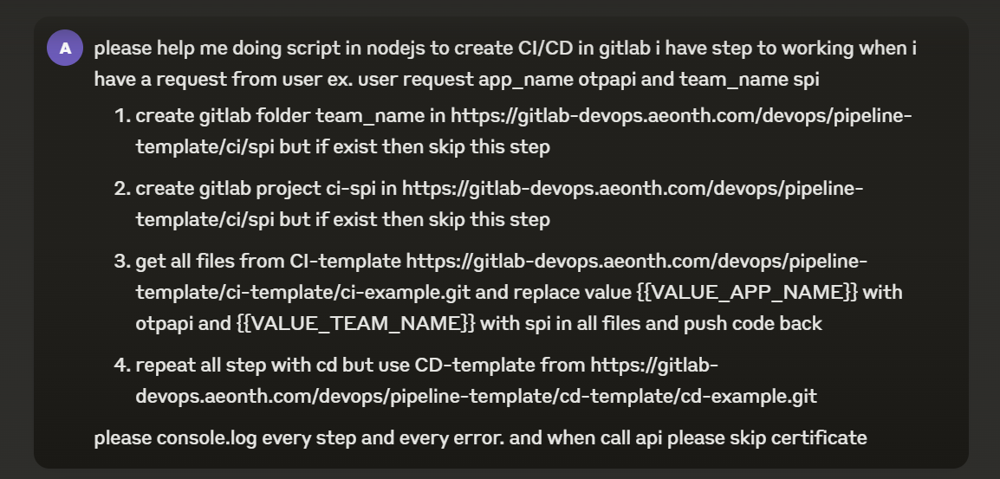 A
please help me doing script in nodejs to create CI/CD in gitlab i have step to working when i
have a request from user ex. user request app_name otpapi and team_name spi
1. create gitlab folder team_name in https://gitlab-devops.aeonth.com/devops/pipeline-
template/ci/spi but if exist then skip this step
2. create gitlab project ci-spi in https://gitlab-devops.aeonth.com/devops/pipeline-
template/ci/spi but if exist then skip this step
3. get all files from CI-template https://gitlab-devops.aeonth.com/devops/pipeline-
template/ci-template/ci-example.git and replace value {{VALUE_APP_NAME}} with
otpapi and {{VALUE_TEAM_NAME}} with spi in all files and push code back
4. repeat all step with cd but use CD-template from https://gitlab-
devops.aeonth.com/devops/pipeline-template/cd-template/cd-example.git
please console.log every step and every error. and when call api please skip certificate